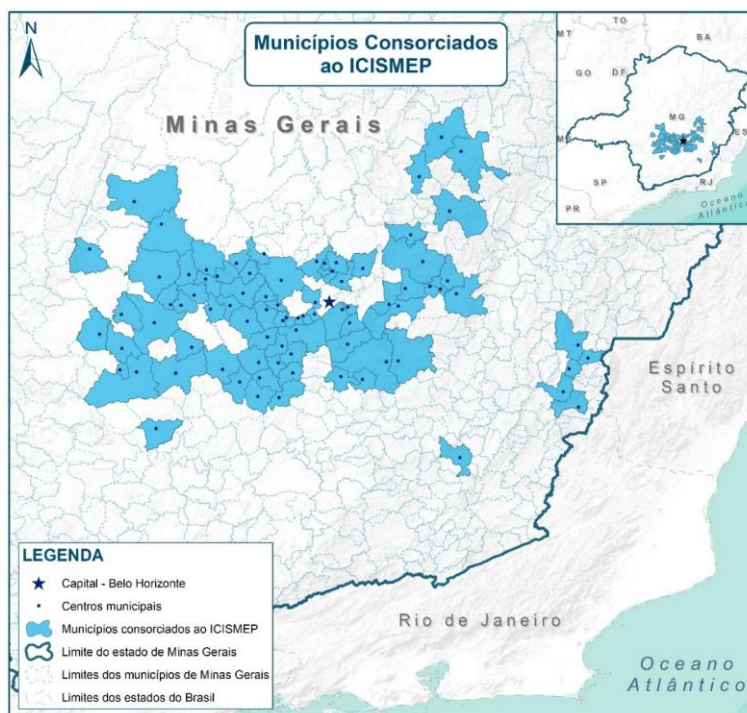 N
Municípios Consorciados
ao ICISMEP
Minas Gerais
TO
BA
MT
GO
DF
MG
ES
SP
RJ
PR
Oceano
Atlântico
Espírito
Santo
Rio de Janeiro
Oceano
Atlântico
LEGENDA
Capital - Belo Horizonte
Centros municipais
Municípios consorciados ao ICISMEP
Limite do estado de Minas Gerais
Limites dos municípios de Minas Gerais
Limites dos estados do Brasil